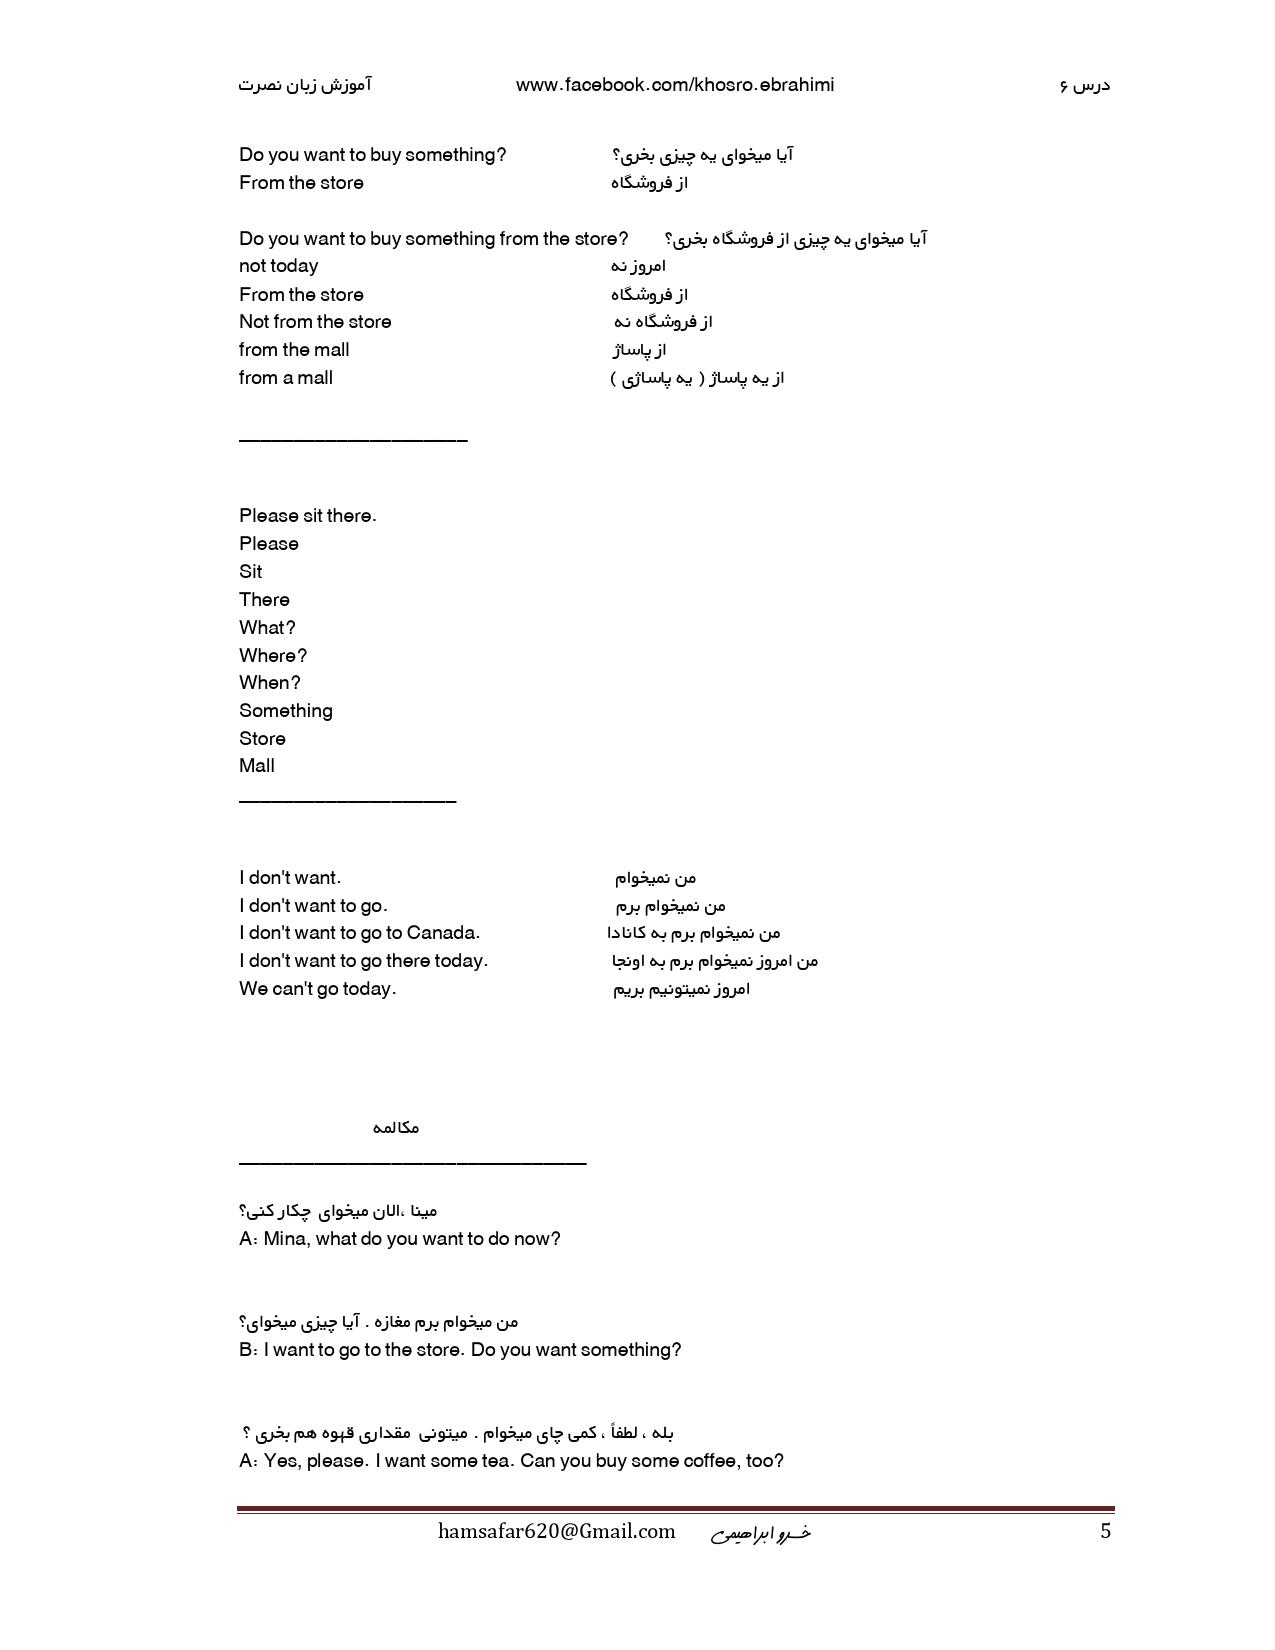 آموزش زبان نصرت www.facebook.com/khosro.ebrahimi درس ۶
Do you want to buy something? آیا میخوای یه چیزی بخری؟
From the store از فروشگاه
Do you want to buy something from the store? آیا میخوای یه چیزی از فروشگاه بخری؟
not today امروز نه
From the store از فروشگاه
Not from the store از فروشگاه نه
from the mall از پاساژ
from a mall از یه پاساژ ( یه پاساژی )
Please sit there.
Please
Sit
There
What?
Where?
When?
Something
Store
Mall
I don't want. من نمیخوام
I don't want to go. من نمیخوام برم
I don't want to go to Canada. من نمیخوام برم به کانادا
I don't want to go there today. من امروز نمیخوام برم به اونجا
We can't go today. امروز نمیتونیم بریم
مکالمه
مینا ،الان میخوای چکار کنی؟
A: Mina, what do you want to do now?
من میخوام برم مغازه . آیا چیزی میخوای؟
B: I want to go to the store. Do you want something?
بله ، لطفاً ، کمی چای میخوام . میتونی مقداری قهوه هم بخری ؟
A: Yes, please. I want some tea. Can you buy some coffee, too?
hamsafar620@Gmail.com خسرو ابراهیمی 5